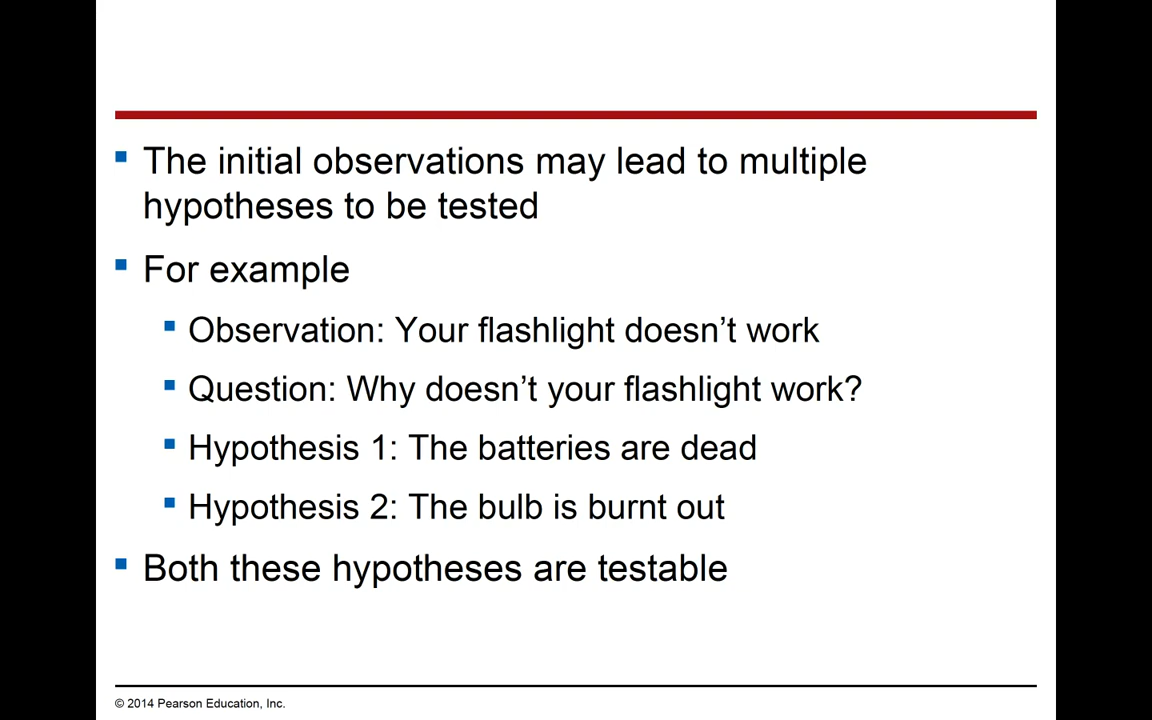 The initial observations may lead to multiple
hypotheses to be tested
For example
Observation: Your flashlight doesn’t work
Question: Why doesn’t your flashlight work?
Hypothesis 1: The batteries are dead
Hypothesis 2: The bulb is burnt out
Both these hypotheses are testable
© 2014 Pearson Education, Inc.